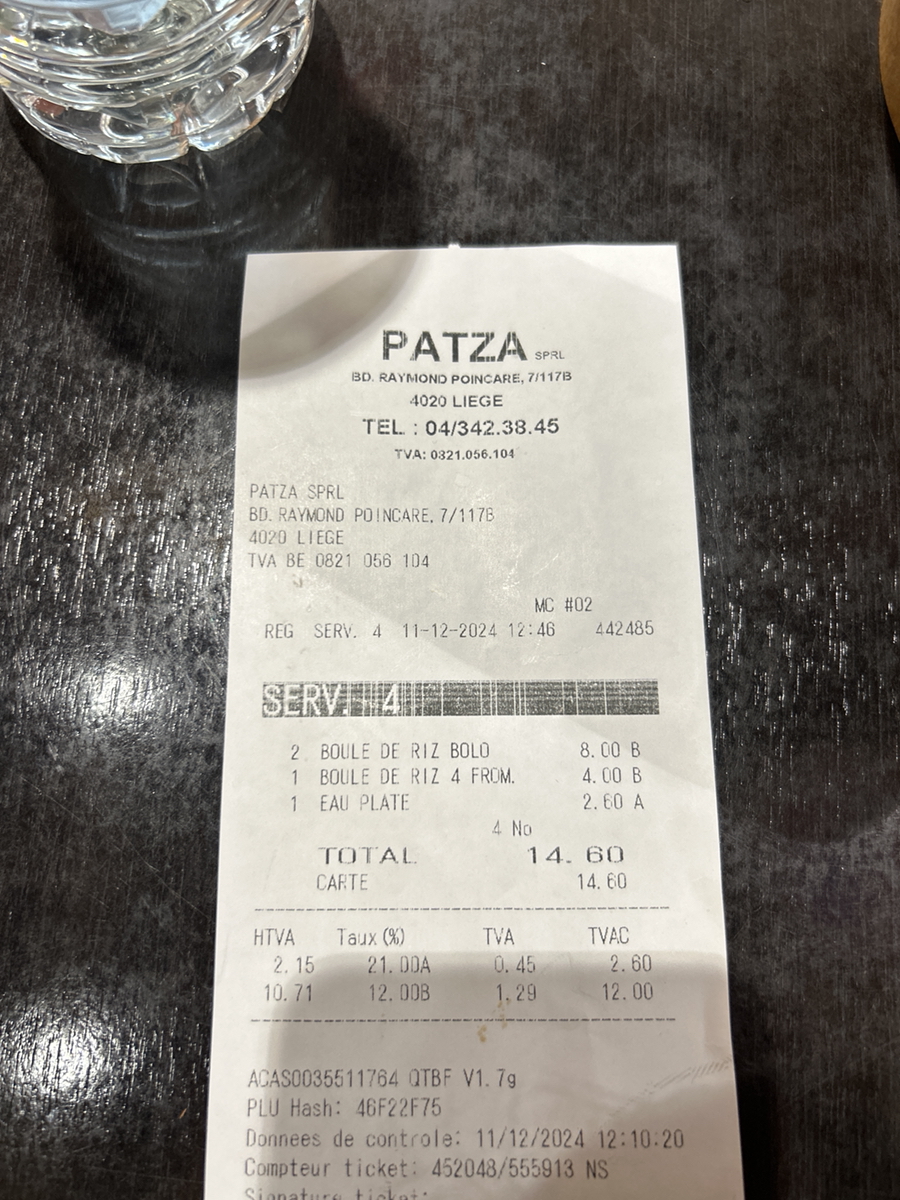 PATZA SPRL
BD. RAYMOND POINCARE, 7/117B
4020 LIEGE
TEL : 04/342.38.45
TVA: 0821.056.104
PATZA SPRL
BD. RAYMOND POINCARE, 7/117B
4020 LIEGE
TVA BE 0821 056 104
MC #02
REG SERV. 4 11-12-2024 12:46 442485
SERV. 4
2 BOULE DE RIZ BOLO 8.00 B
1 BOULE DE RIZ 4 FROM. 4.00 B
1 EAU PLATE 2.60 A
4 No
TOTAL 14.60
CARTE 14.60
HTVA Taux(%) TVA TVAC
2.15 21.00A 0.45 2.60
10.71 12.00B 1.29 12.00
ACAS0035511764 QTBF V1.7g
PLU Hash: 46F22F75
Donnees de controle: 11/12/2024 12:10:20
Compteur ticket: 452048/555913 NS
Signature ticket: